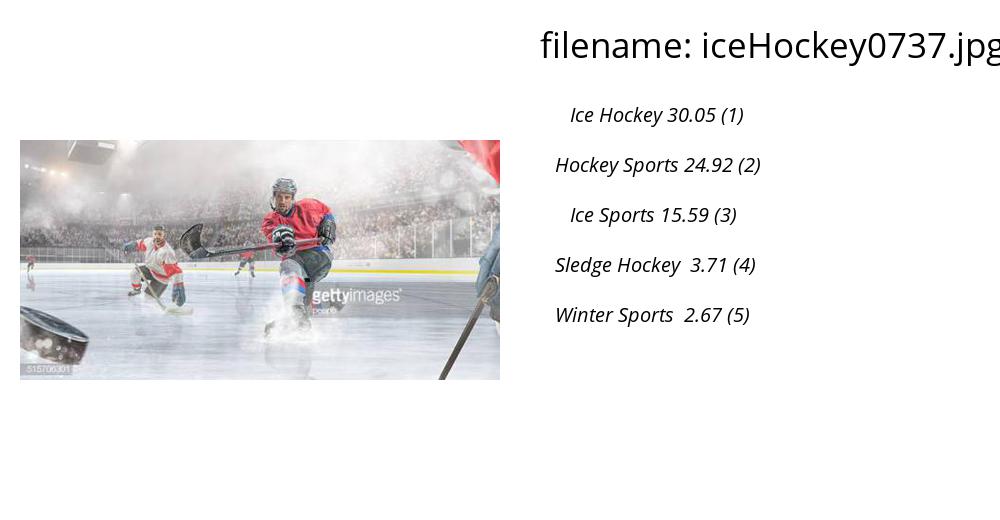 filename: iceHockey0737.jpg
Ice Hockey 30.05 (1)
Hockey Sports 24.92 (2)
Ice Sports 15.59 (3)
Sledge Hockey 3.71 (4)
Winter Sports 2.67 (5)
gettyimages®
peepo
515706301